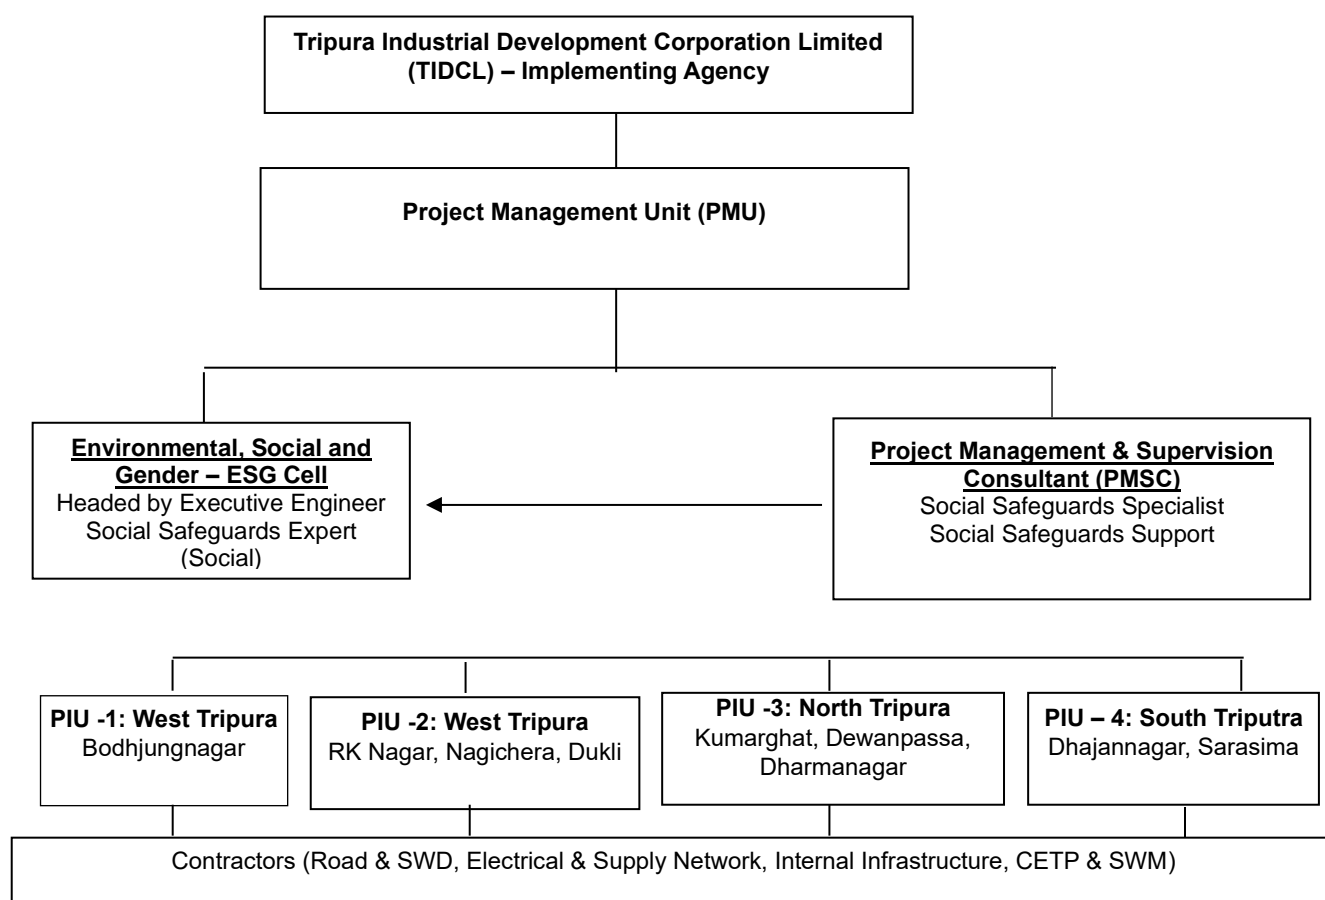 Tripura Industrial Development Corporation Limited
(TIDCL) – Implementing Agency
Project Management Unit (PMU)
Environmental, Social and
Gender – ESG Cell
Headed by Executive Engineer
Social Safeguards Expert
(Social)
Project Management & Supervision
Consultant (PMSC)
Social Safeguards Specialist
Social Safeguards Support
PIU -1: West Tripura
Bodhjungnagar
PIU -2: West Tripura
RK Nagar, Nagichera, Dukli
PIU -3: North Tripura
Kumarghat, Dewanpassa,
Dharmanagar
PIU – 4: South Triputra
Dhajannagar, Sarasima
Contractors (Road & SWD, Electrical & Supply Network, Internal Infrastructure, CETP & SWM)